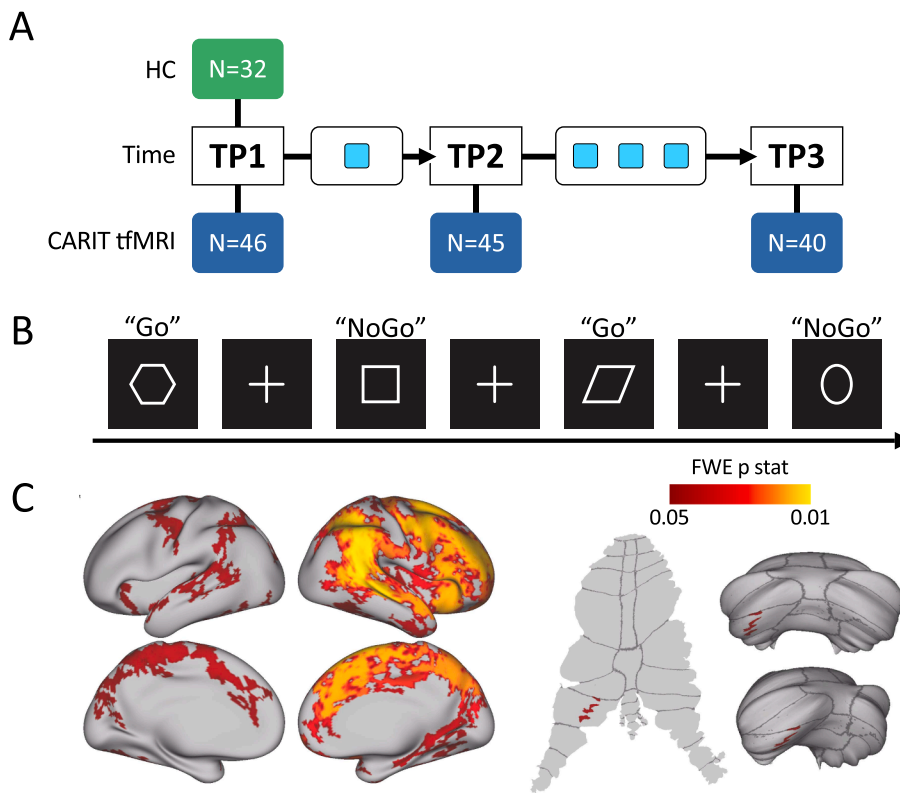 A
HC
N=32
Time
TP1
TP2
TP3
CARIT tfMRI
N=46
N=45
N=40
B
“Go”
“NoGo”
“Go”
“NoGo”
FWE p stat
0.05
0.01
C